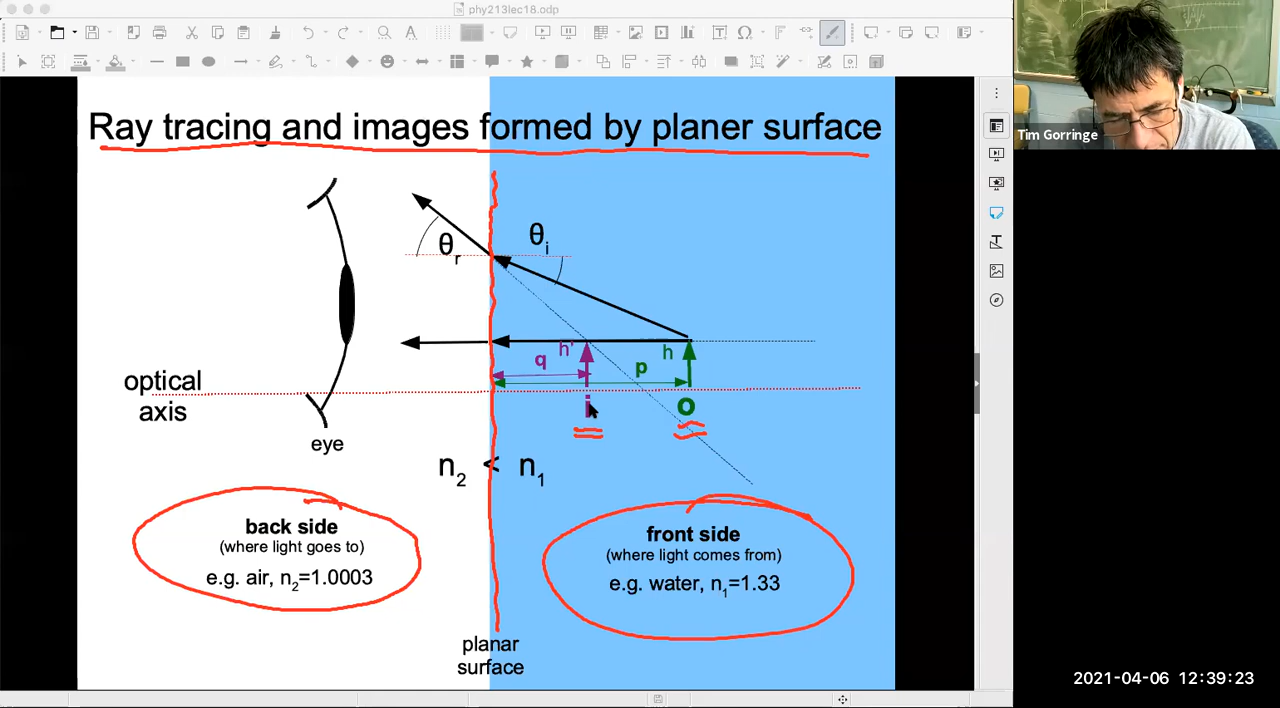 phy213lec18.odp
Tim Gorringe
Ray tracing and images formed by planer surface
θr
θi
h'
h
q
p
optical
axis
i
o
eye
n2 < n1
back side
(where light goes to)
e.g. air, n2=1.0003
front side
(where light comes from)
e.g. water, n1=1.33
planar
surface
2021-04-06 12:39:23